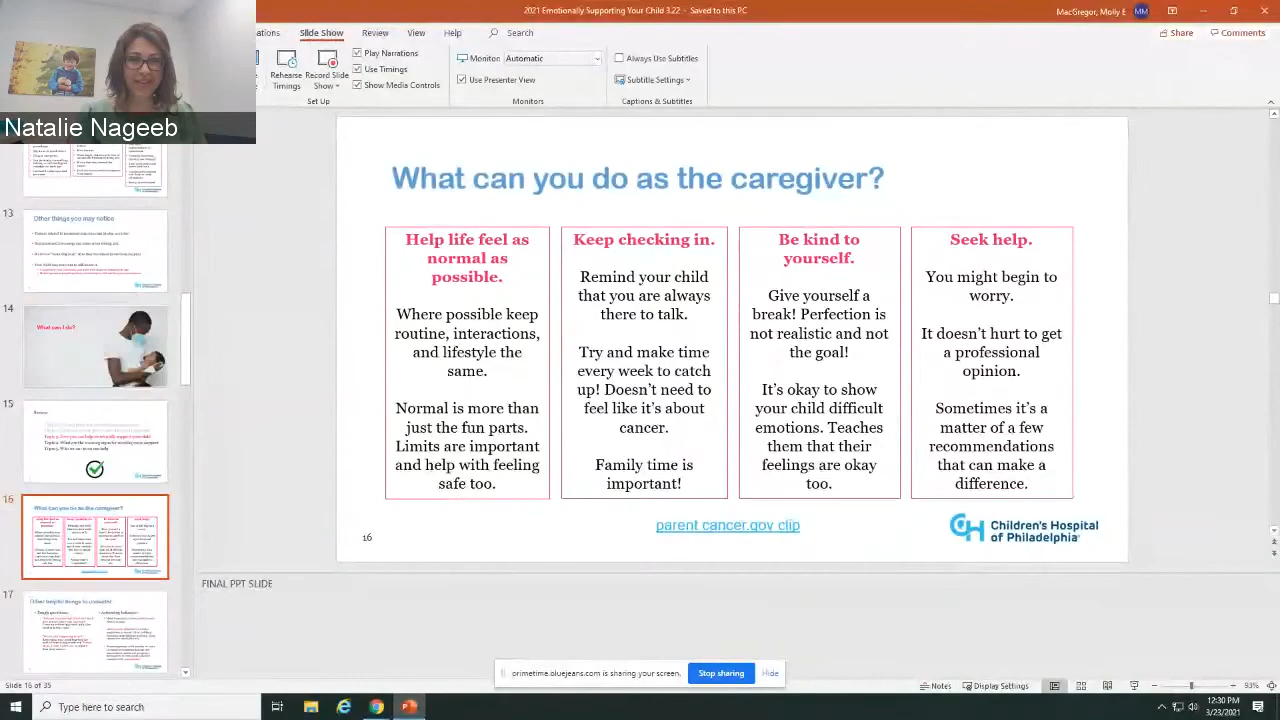 2021 Emotionally Supporting Your Child 3.22 - Saved to this PC
MacGregor, Molly E
MM
ations
Slide Show
Review
View
Help
Search
Share
Comments
Play Narrations
Use Timings
Show Media Controls
Rehearse
Record Slide
Show
Set Up
Monitor
Automatic
Use Presenter View
Monitors
Always Use Subtitles
Subtitle Settings
Captions & Subtitles
Natalie Nageeb
13
Other things you may notice
What can I do?
15
Review
16
What can you do as the caregiver?
17
Other helpful things to consider
What can you do as the caregiver?
Help life feel as
normal as
possible.
Where possible keep
routine, interactions,
and lifestyle the
same.
Normal is more than
just the fun parts.
Limits are important
and help with feeling
safe too.
Keep checking in.
Remind your child
that you are always
there to talk.
Try and make time
every week to catch
up! Doesn't need to
feel like it's about
cancer.
Family time is
important!
Be kind to
yourself.
Give yourself a
break! Perfection is
not realistic and not
the goal!
It's okay to show
your child difficult
emotions. Teaches
them that their
feelings are okay
too.
Seek help.
You might begin to
worry.
It doesn't hurt to get
a professional
opinion.
Sometimes it's a
matter of a few
recommendations
that can make a
difference.
parent cancer.gov clip
16
Children's Hospital
of Philadelphia
FINAL PPT SLIDE
primetime.bluejeans.com is sharing your screen.
Stop sharing
Hide
Slide 16 of 35
Notes
Display Settings
93%
Type here to search
12:30 PM
3/23/2021